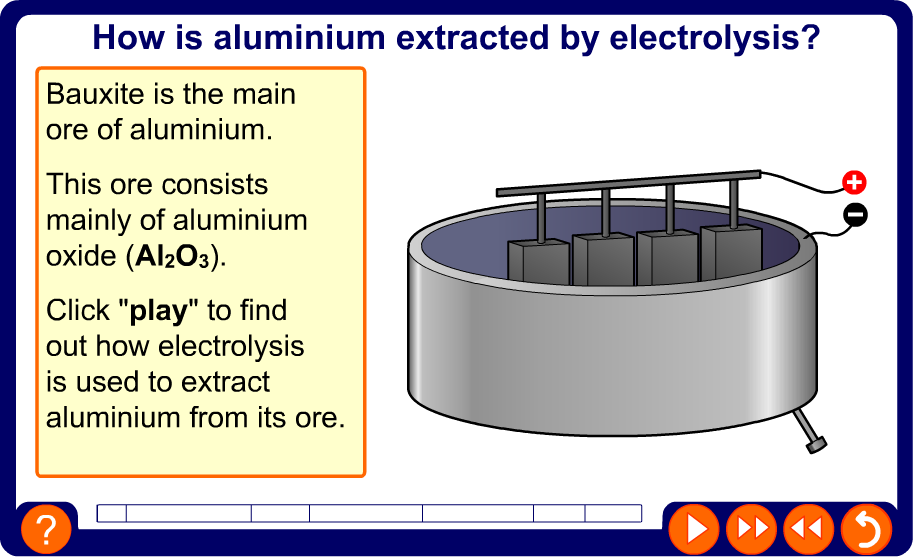 How is aluminium extracted by electrolysis?
Bauxite is the main
ore of aluminium.
This ore consists
mainly of aluminium
oxide (Al₂O₃).
Click "play" to find
out how electrolysis
is used to extract
aluminium from its ore.
+
−
?